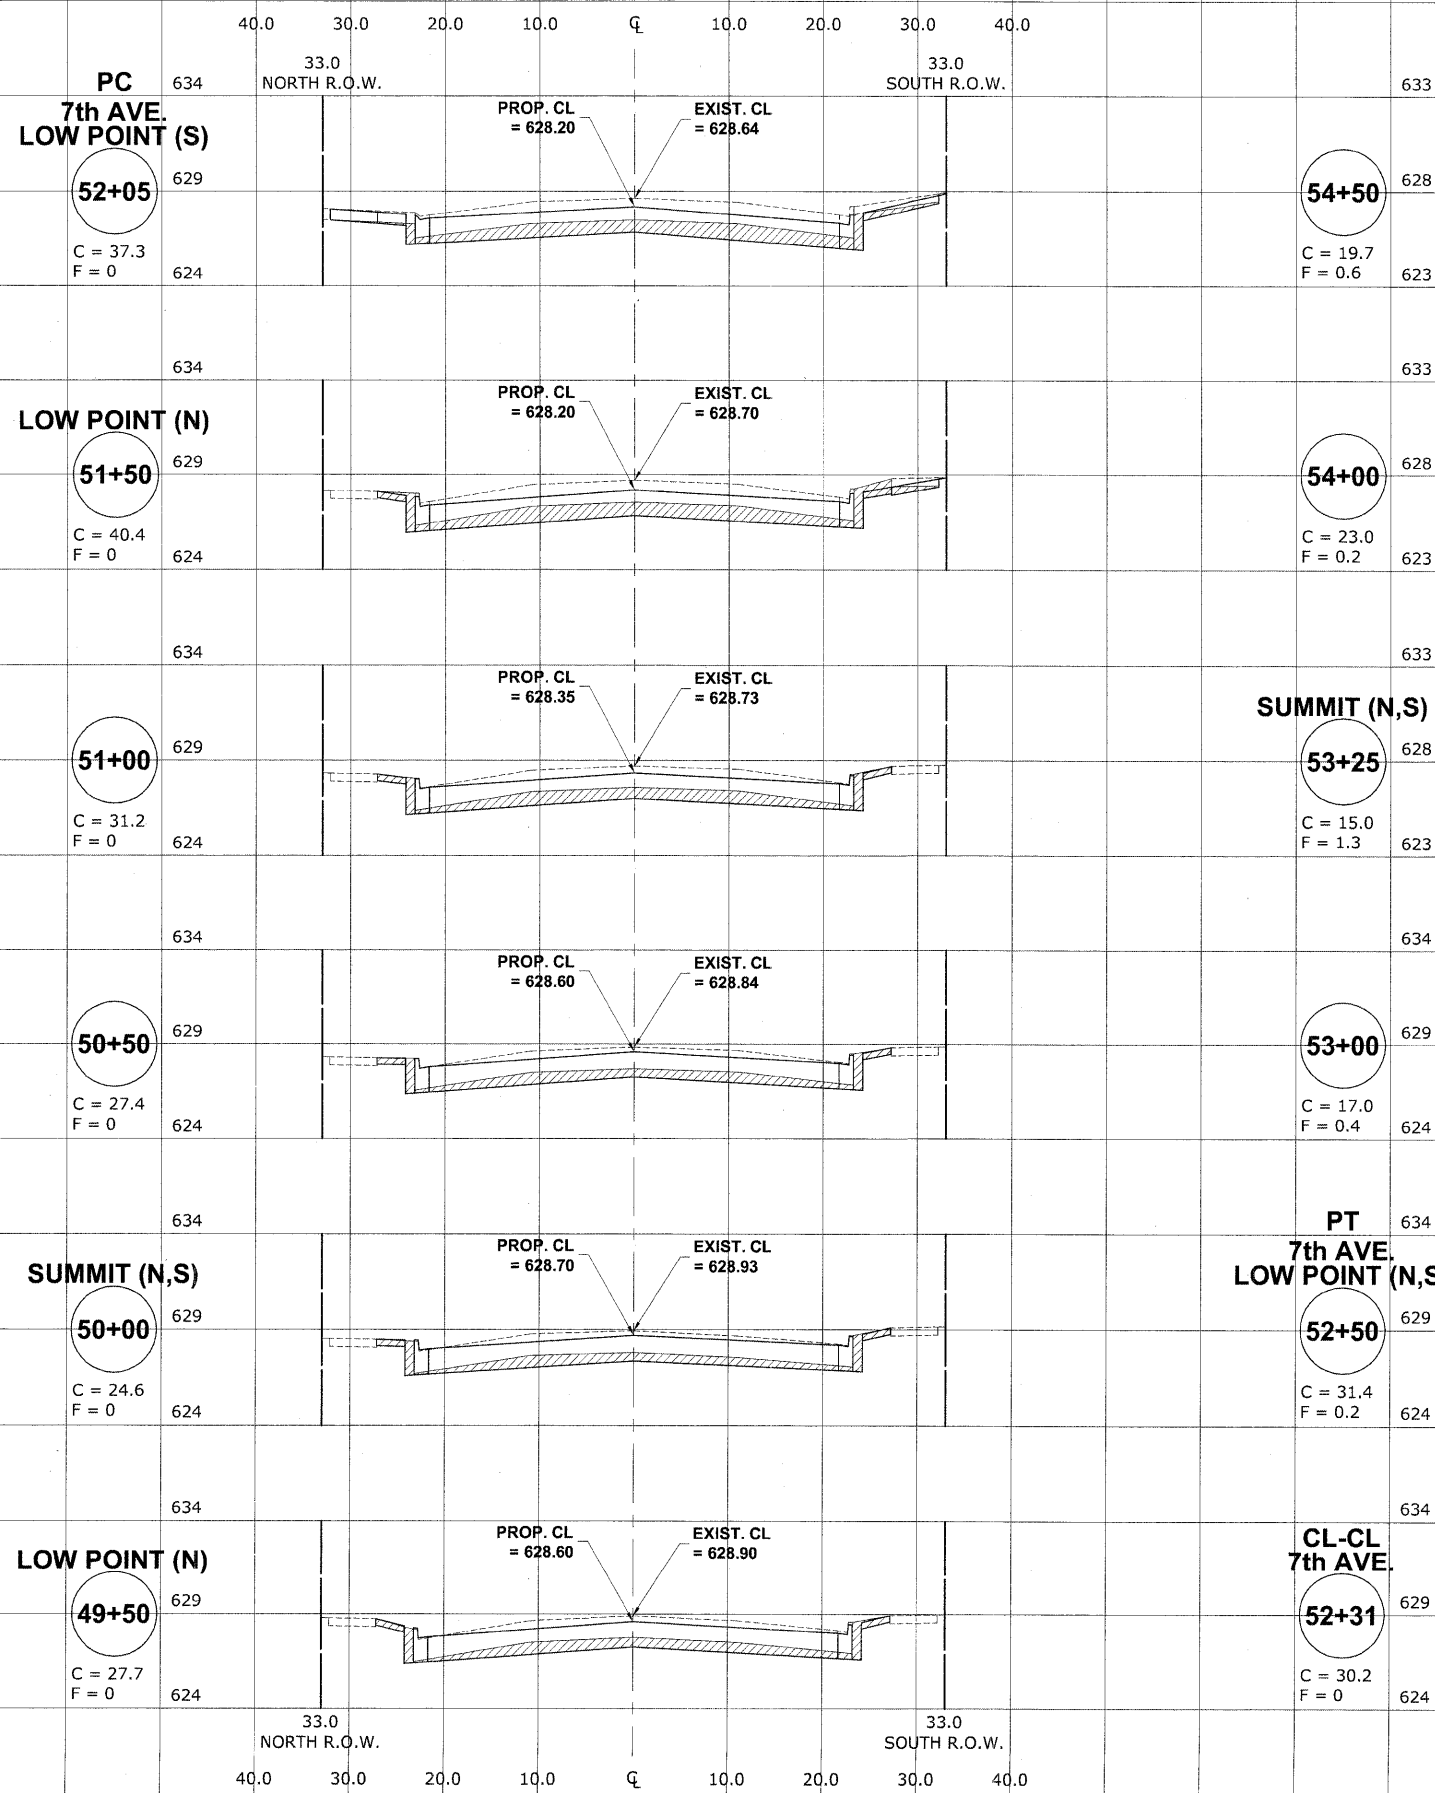 40.0 30.0 20.0 10.0 ℄ 10.0 20.0 30.0 40.0
33.0
NORTH R.O.W.
33.0
SOUTH R.O.W.
PC
7th AVE.
LOW POINT (S)
52+05
C = 37.3
F = 0
634
629
624
PROP. CL
= 628.20
EXIST. CL
= 628.64
633
628
623
54+50
C = 19.7
F = 0.6
LOW POINT (N)
51+50
C = 40.4
F = 0
634
629
624
PROP. CL
= 628.20
EXIST. CL
= 628.70
633
628
623
54+00
C = 23.0
F = 0.2
51+00
C = 31.2
F = 0
634
629
624
PROP. CL
= 628.35
EXIST. CL
= 628.73
SUMMIT (N,S)
53+25
C = 15.0
F = 1.3
633
628
623
50+50
C = 27.4
F = 0
634
629
624
PROP. CL
= 628.60
EXIST. CL
= 628.84
53+00
C = 17.0
F = 0.4
634
629
624
SUMMIT (N,S)
50+00
C = 24.6
F = 0
634
629
624
PROP. CL
= 628.70
EXIST. CL
= 628.93
PT
7th AVE.
LOW POINT (N,S
52+50
C = 31.4
F = 0.2
634
629
624
LOW POINT (N)
49+50
C = 27.7
F = 0
634
629
624
PROP. CL
= 628.60
EXIST. CL
= 628.90
CL-CL
7th AVE.
52+31
C = 30.2
F = 0
634
629
624
33.0
NORTH R.O.W.
33.0
SOUTH R.O.W.
40.0 30.0 20.0 10.0 ℄ 10.0 20.0 30.0 40.0